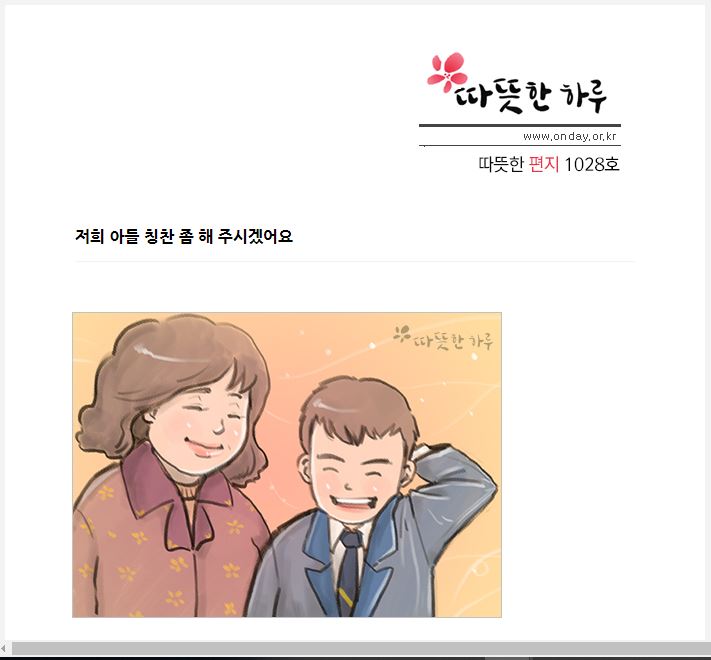 따뜻한 하루
www.onday.or.kr
따뜻한 편지 1028호
저희 아들 칭찬 좀 해 주시겠어요
따뜻한 하루